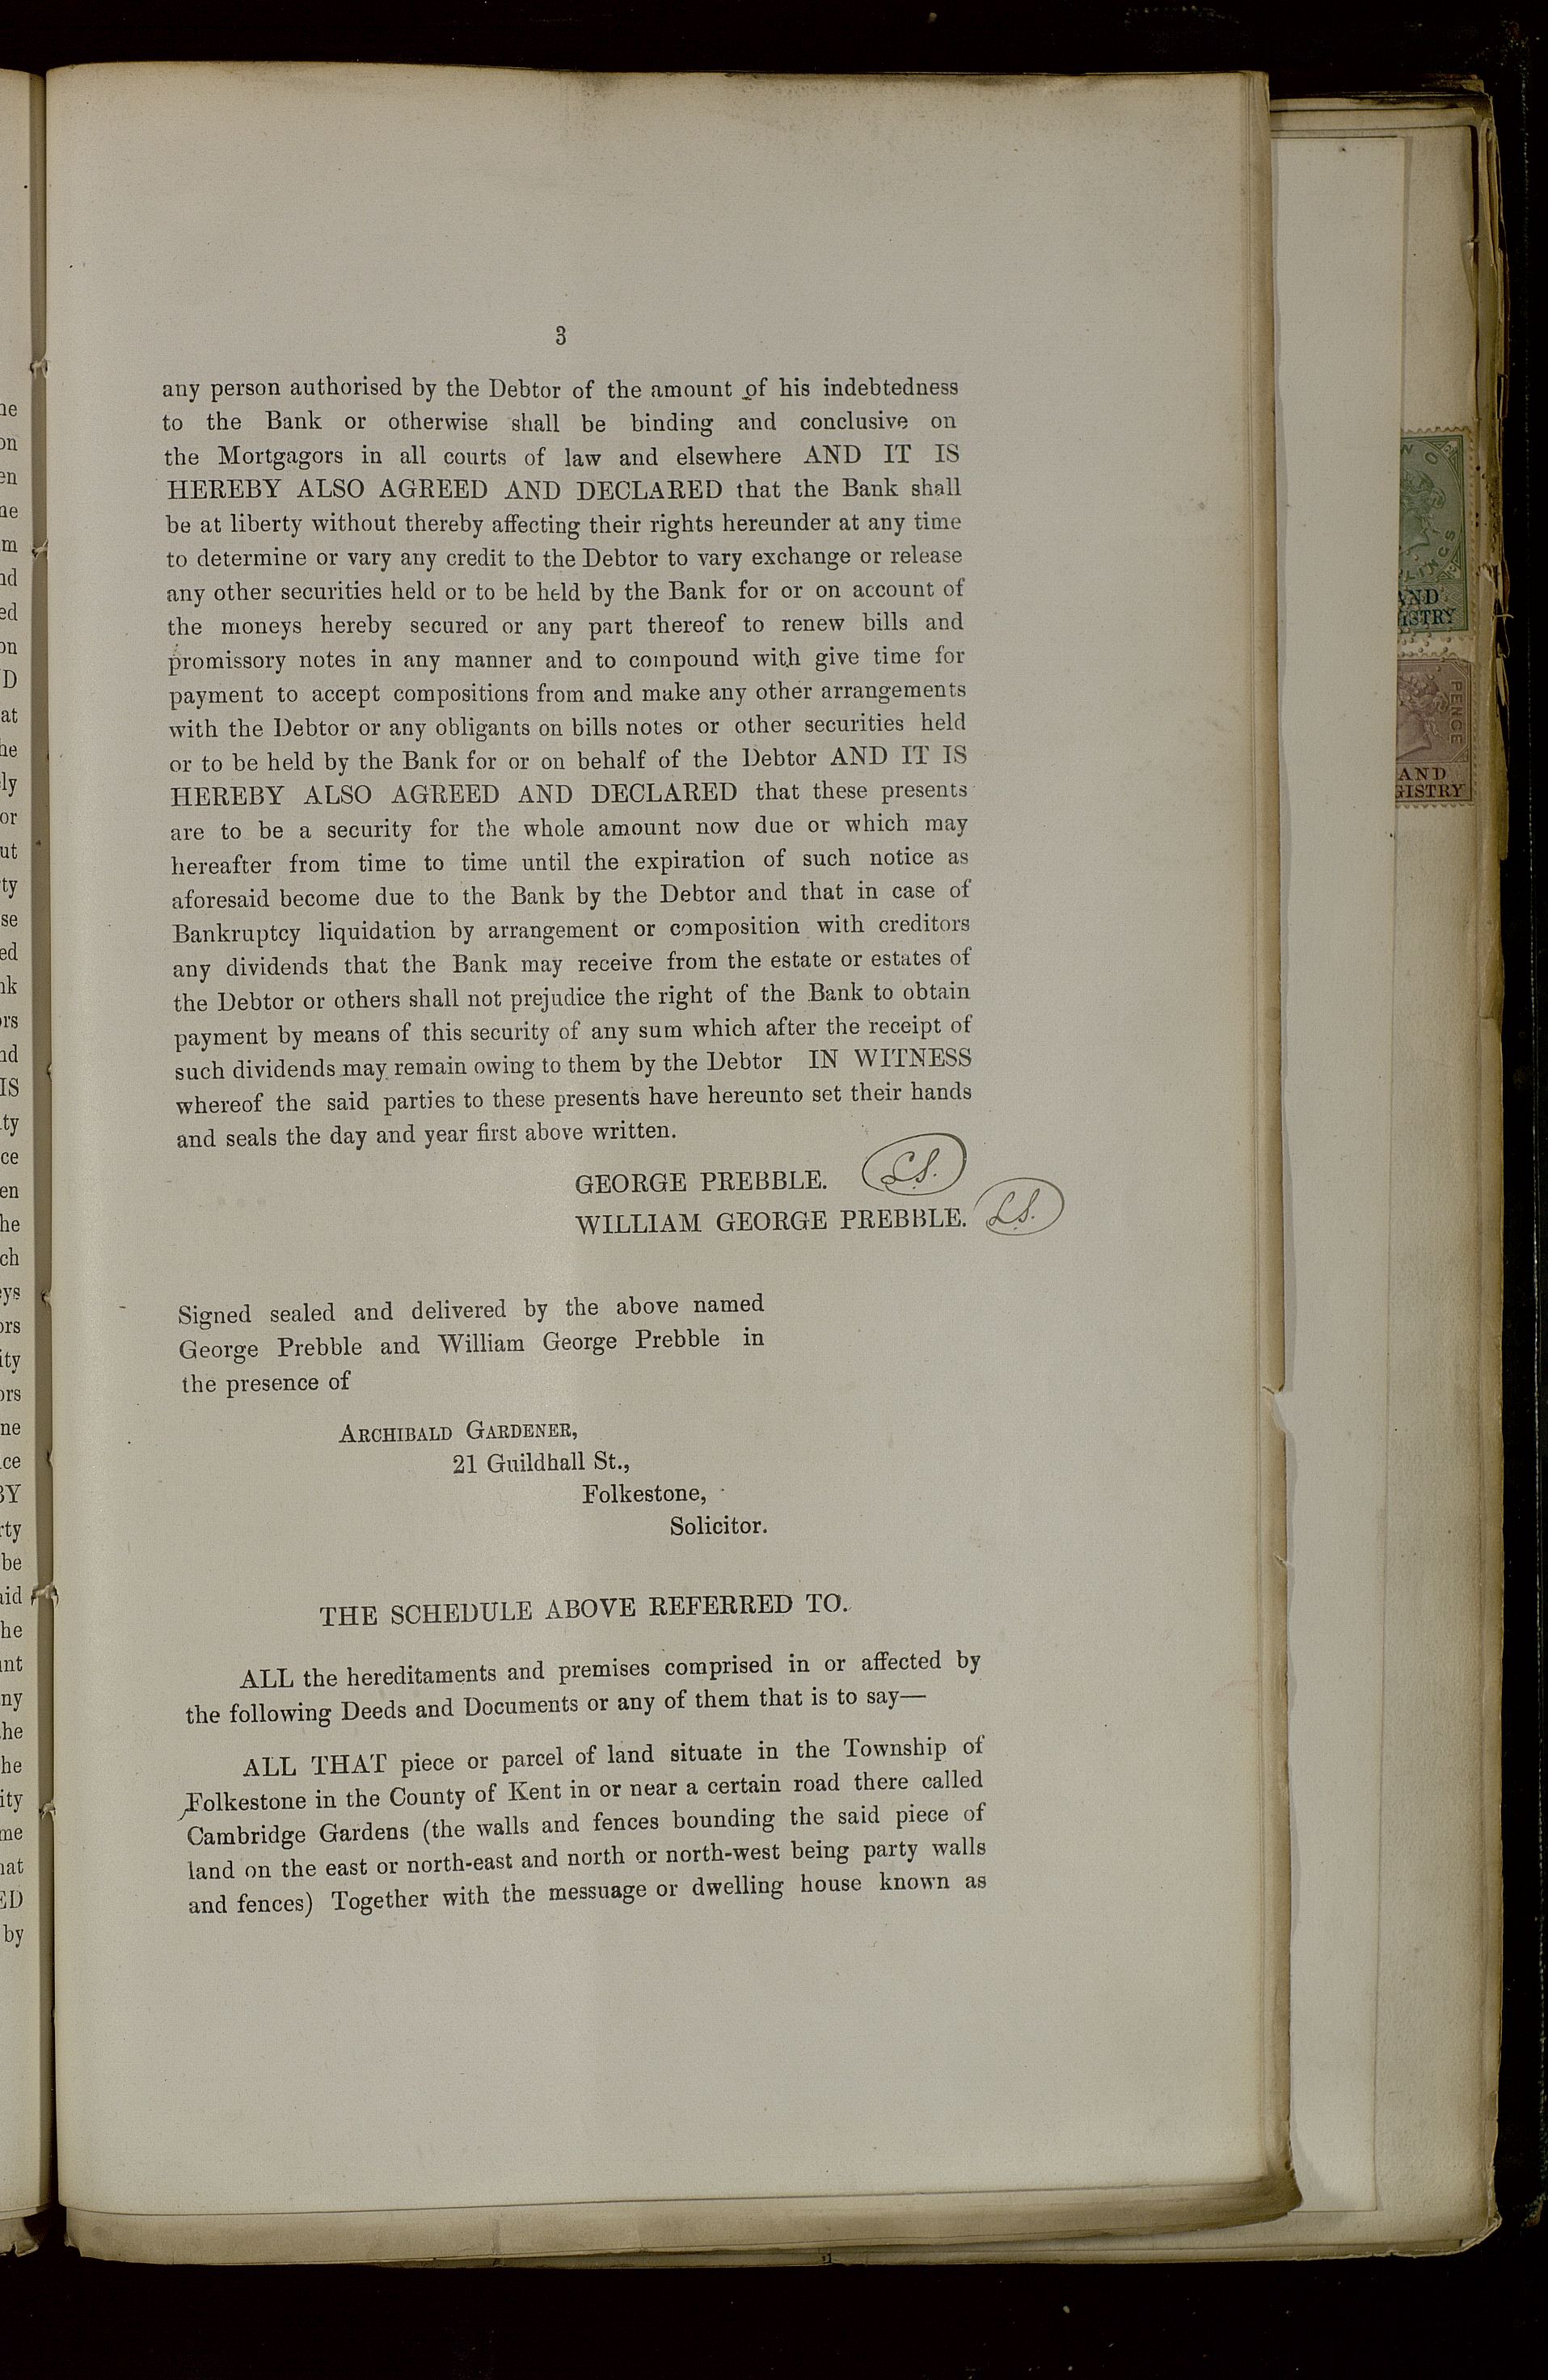 3
any person authorised by the Debtor of the amount of his indebtedness
to the Bank or otherwise shall be binding and conclusive on
the Mortgagors in all courts of law and elsewhere AND IT IS
HEREBY ALSO AGREED AND DECLARED that the Bank shall
be at liberty without thereby affecting their rights hereunder at any time
to determine or vary any credit to the Debtor to vary exchange or release
any other securities held or to be held by the Bank for or on account of
the moneys hereby secured or any part thereof to renew bills and
promissory notes in any manner and to compound with give time for
payment to accept compositions from and make any other arrangements
with the Debtor or any obligants on bills notes or other securities held
or to be held by the Bank for or on behalf of the Debtor AND IT IS
HEREBY ALSO AGREED AND DECLARED that these presents
are to be a security for the whole amount now due or which may
hereafter from time to time until the expiration of such notice as
aforesaid become due to the Bank by the Debtor and that in case of
Bankruptcy liquidation by arrangement or composition with creditors
any dividends that the Bank may receive from the estate or estates of
the Debtor or others shall not prejudice the right of the Bank to obtain
payment by means of this security of any sum which after the receipt of
such dividends may remain owing to them by the Debtor IN WITNESS
whereof the said parties to these presents have hereunto set their hands
and seals the day and year first above written.
GEORGE PREBBLE. L.S.
WILLIAM GEORGE PREBBLE. L.S.
Signed sealed and delivered by the above named
George Prebble and William George Prebble in
the presence of
ARCHIBALD GARDENER,
21 Guildhall St.,
Folkestone,
Solicitor.
THE SCHEDULE ABOVE REFERRED TO.
ALL the hereditaments and premises comprised in or affected by
the following Deeds and Documents or any of them that is to say—
ALL THAT piece or parcel of land situate in the Township of
Folkestone in the County of Kent in or near a certain road there called
Cambridge Gardens (the walls and fences bounding the said piece of
land on the east or north-east and north or north-west being party walls
and fences) Together with the messuage or dwelling house known as
PENCE